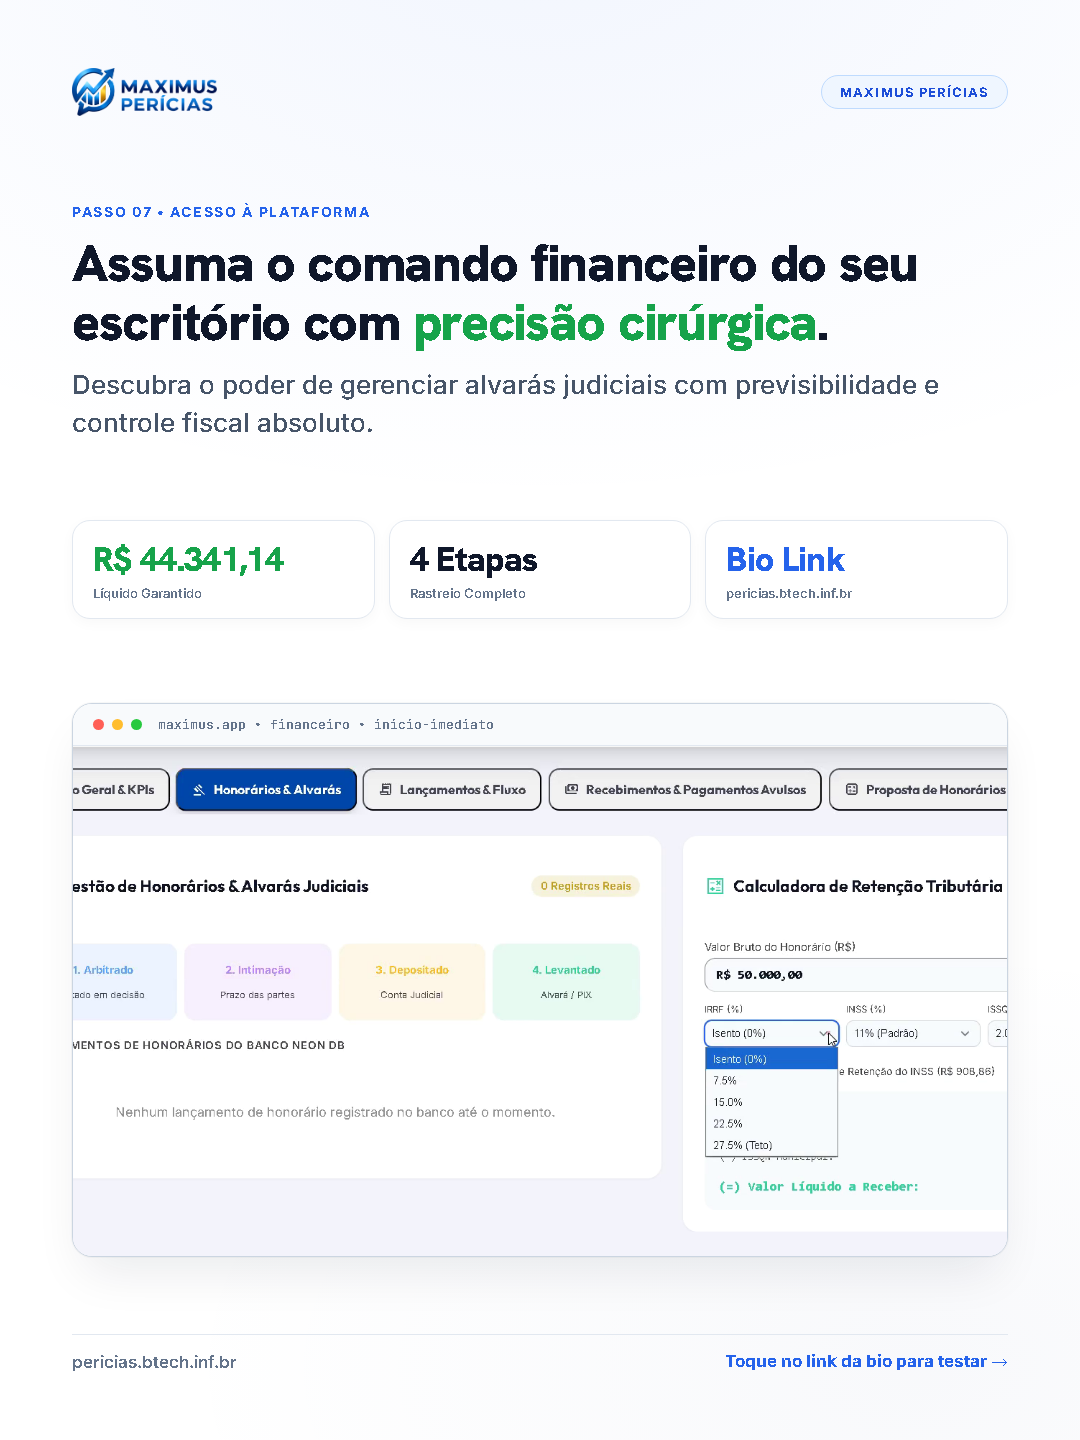 MAXIMUS
PERÍCIAS
MAXIMUS PERÍCIAS
PASSO 07 • ACESSO À PLATAFORMA
Assuma o comando financeiro do seu
escritório com precisão cirúrgica.
Descubra o poder de gerenciar alvarás judiciais com previsibilidade e
controle fiscal absoluto.
R$ 44.341,14
Líquido Garantido
4 Etapas
Rastreio Completo
Bio Link
pericias.btech.inf.br
maximus.app • financeiro • inicio-imediato
o Geral & KPIs
Honorários & Alvarás
Lançamentos & Fluxo
Recebimentos & Pagamentos Avulsos
Proposta de Honorários
estão de Honorários & Alvarás Judiciais
0 Registros Reais
1. Arbitrado
tado em decisão
2. Intimação
Prazo das partes
3. Depositado
Conta Judicial
4. Levantado
Alvará / PIX
MENTOS DE HONORÁRIOS DO BANCO NEON DB
Nenhum lançamento de honorário registrado no banco até o momento.
Calculadora de Retenção Tributária
Valor Bruto do Honorário (R$)
R$ 50.000,00
IRRF (%)
INSS (%)
ISSQ
Isento (0%)
11% (Padrão)
2.0
Isento (0%)
7.5%
15.0%
22.5%
27.5% (Teto)
e Retenção do INSS (R$ 908,86)
(=) Valor Líquido a Receber:
pericias.btech.inf.br
Toque no link da bio para testar →